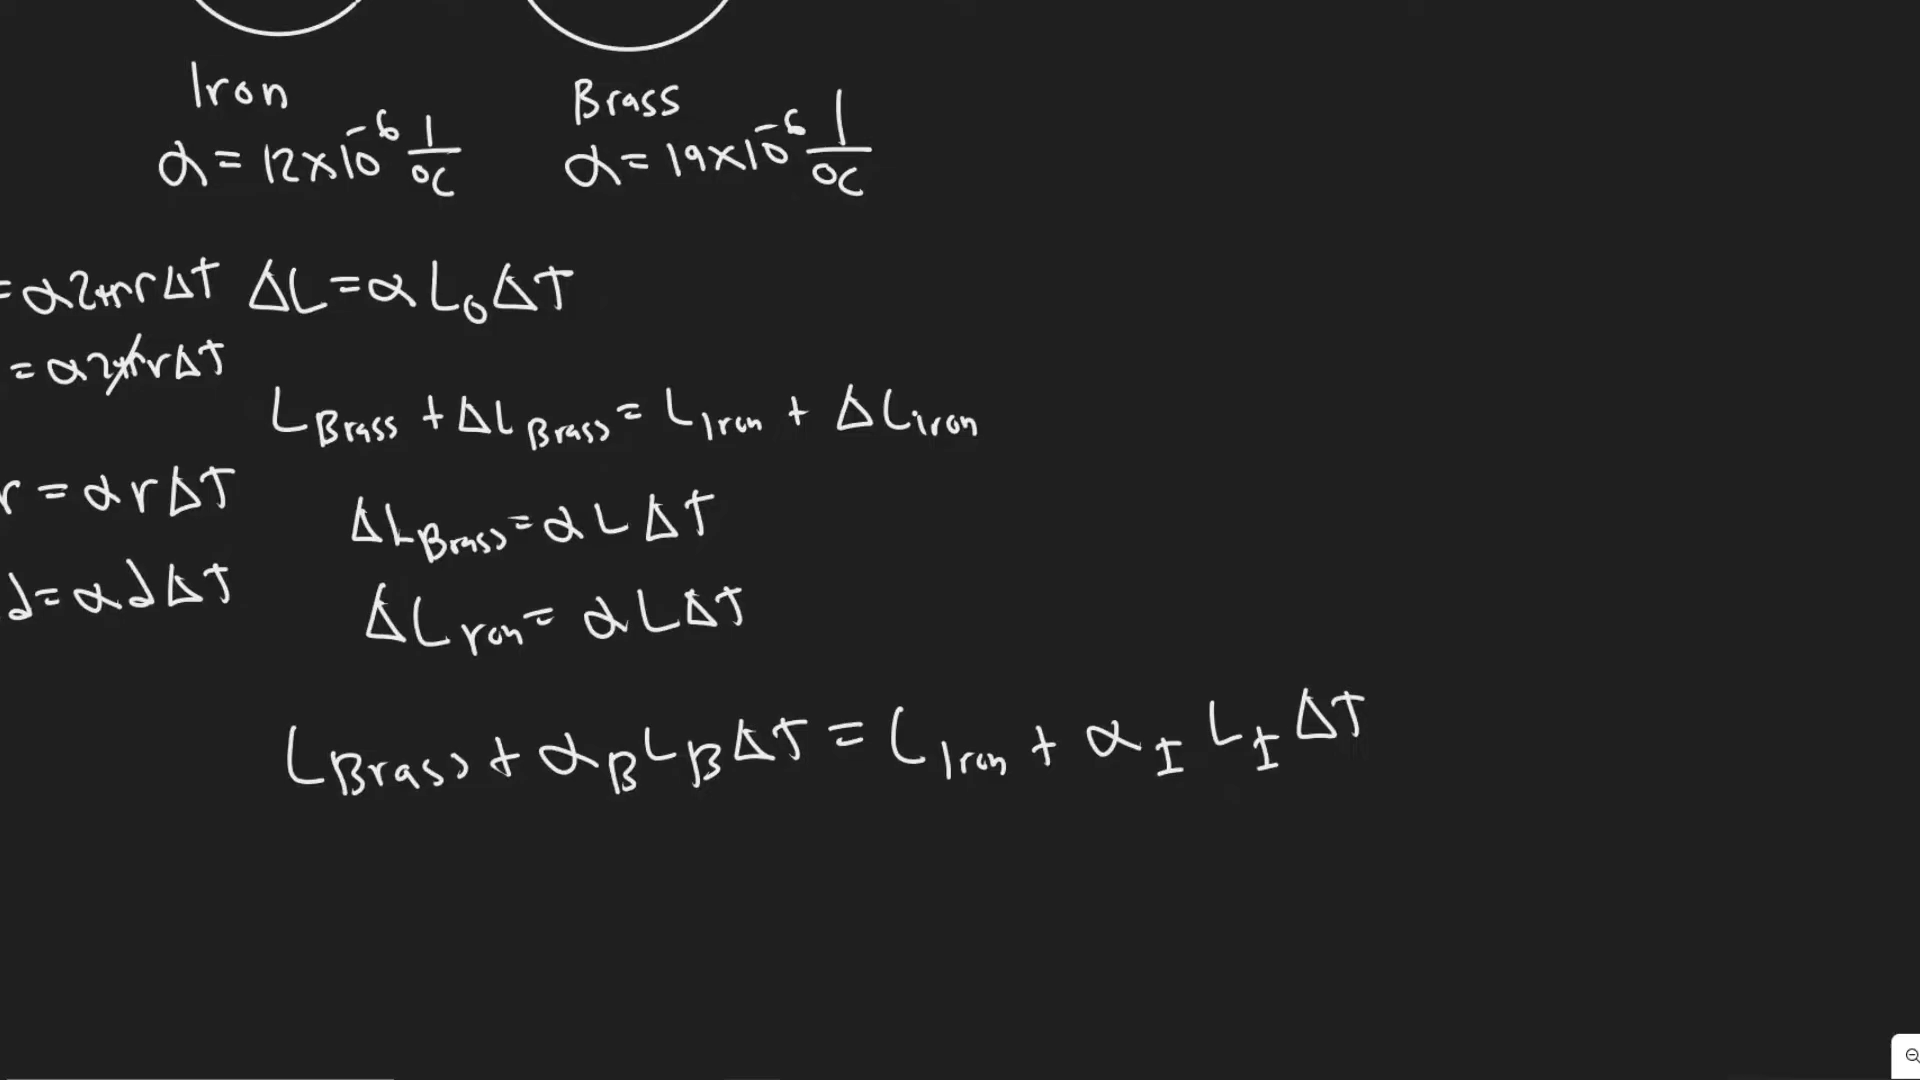 Iron
Brass
α = 12×10⁻⁶ 1/°C
α = 19×10⁻⁶ 1/°C
= α2πrΔT
ΔL = αL₀ΔT
= α2πrΔT
L_Brass + ΔL_Brass = L_Iron + ΔL_iron
r = αrΔT
ΔL_Brass = αLΔT
d = αdΔT
ΔL_ron = αLΔT
L_Brass + α_B L_B ΔT = L_Iron + α_I L_I ΔT